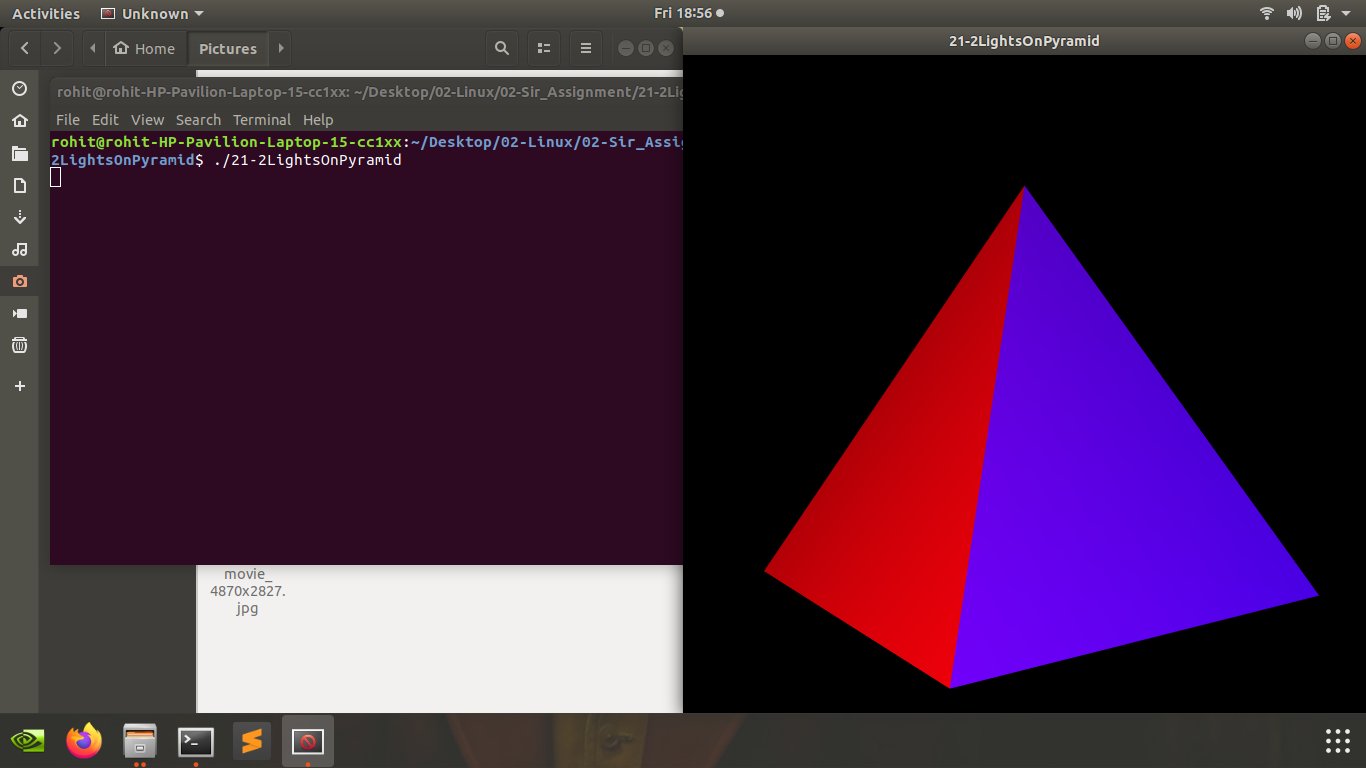 Activities
Unknown
Fri 18:56
Home
Pictures
21-2LightsOnPyramid
rohit@rohit-HP-Pavilion-Laptop-15-cc1xx: ~/Desktop/02-Linux/02-Sir_Assignment/21-2Lig
File Edit View Search Terminal Help
rohit@rohit-HP-Pavilion-Laptop-15-cc1xx:~/Desktop/02-Linux/02-Sir_Assig
2LightsOnPyramid$ ./21-2LightsOnPyramid
movie_
4870x2827.
jpg